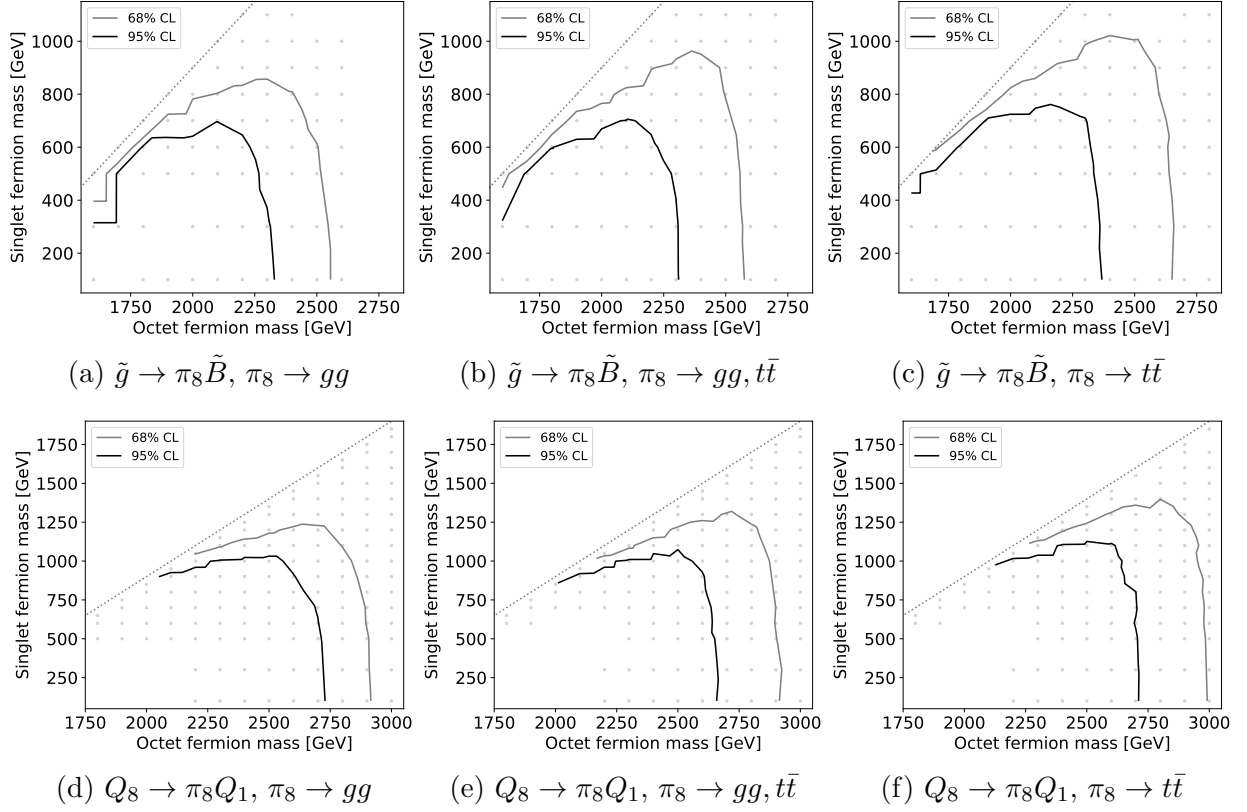 68% CL
95% CL
1000
800
600
400
200
Singlet fermion mass [GeV]
1750 2000 2250 2500 2750
Octet fermion mass [GeV]
(a) g̃ → π₈B̃, π₈ → gg
68% CL
95% CL
1000
800
600
400
200
Singlet fermion mass [GeV]
1750 2000 2250 2500 2750
Octet fermion mass [GeV]
(b) g̃ → π₈B̃, π₈ → gg, tt̄
68% CL
95% CL
1000
800
600
400
200
Singlet fermion mass [GeV]
1750 2000 2250 2500 2750
Octet fermion mass [GeV]
(c) g̃ → π₈B̃, π₈ → tt̄
68% CL
95% CL
1750
1500
1250
1000
750
500
250
Singlet fermion mass [GeV]
1750 2000 2250 2500 2750 3000
Octet fermion mass [GeV]
(d) Q₈ → π₈Q₁, π₈ → gg
68% CL
95% CL
1750
1500
1250
1000
750
500
250
Singlet fermion mass [GeV]
1750 2000 2250 2500 2750 3000
Octet fermion mass [GeV]
(e) Q₈ → π₈Q₁, π₈ → gg, tt̄
68% CL
95% CL
1750
1500
1250
1000
750
500
250
Singlet fermion mass [GeV]
1750 2000 2250 2500 2750 3000
Octet fermion mass [GeV]
(f) Q₈ → π₈Q₁, π₈ → tt̄